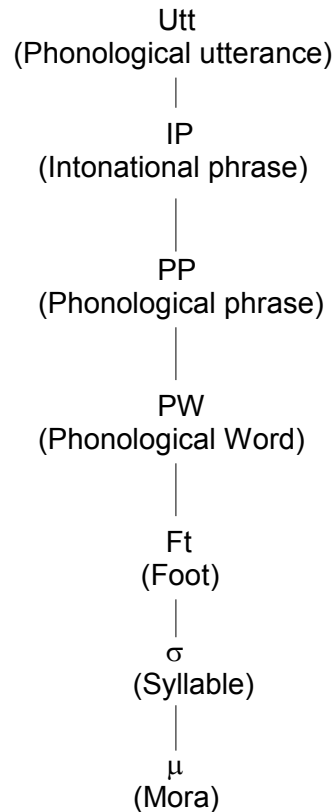 Utt
(Phonological utterance)
IP
(Intonational phrase)
PP
(Phonological phrase)
PW
(Phonological Word)
Ft
(Foot)
σ
(Syllable)
μ
(Mora)